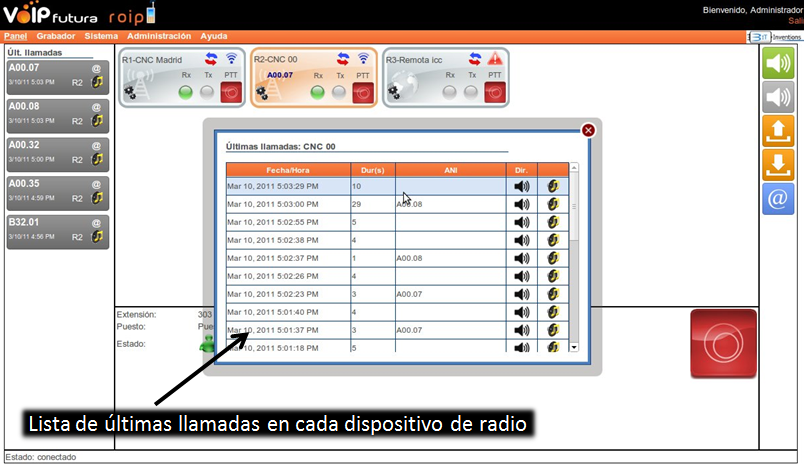 VOIP futura roip
Bienvenido, Administrador
Sali
Panel Grabador Sistema Administración Ayuda
3IT Inventions
Últ. llamadas
A00.07 @
3/10/11 5:03 PM R2
A00.08 @
3/10/11 5:03 PM R2
A00.32 @
3/10/11 5:00 PM R2
A00.35 @
3/10/11 4:59 PM R2
B32.01 @
3/10/11 4:56 PM R2
R1-CNC Madrid
Rx Tx PTT
R2-CNC 00
A00.07 Rx Tx PTT
R3-Remota icc
Rx Tx PTT
@
Últimas llamadas: CNC 00
Fecha/Hora Dur(s) ANI Dir.
Mar 10, 2011 5:03:29 PM 10
Mar 10, 2011 5:03:00 PM 29 A00.08
Mar 10, 2011 5:02:55 PM 5
Mar 10, 2011 5:02:38 PM 4
Mar 10, 2011 5:02:37 PM 1 A00.08
Mar 10, 2011 5:02:26 PM 4
Mar 10, 2011 5:02:23 PM 3 A00.07
Mar 10, 2011 5:01:40 PM 4
Mar 10, 2011 5:01:37 PM 3 A00.07
Mar 10, 2011 5:01:18 PM 5
Extensión: 303
Puesto: Pue
Estado:
Lista de últimas llamadas en cada dispositivo de radio
Estado: conectado